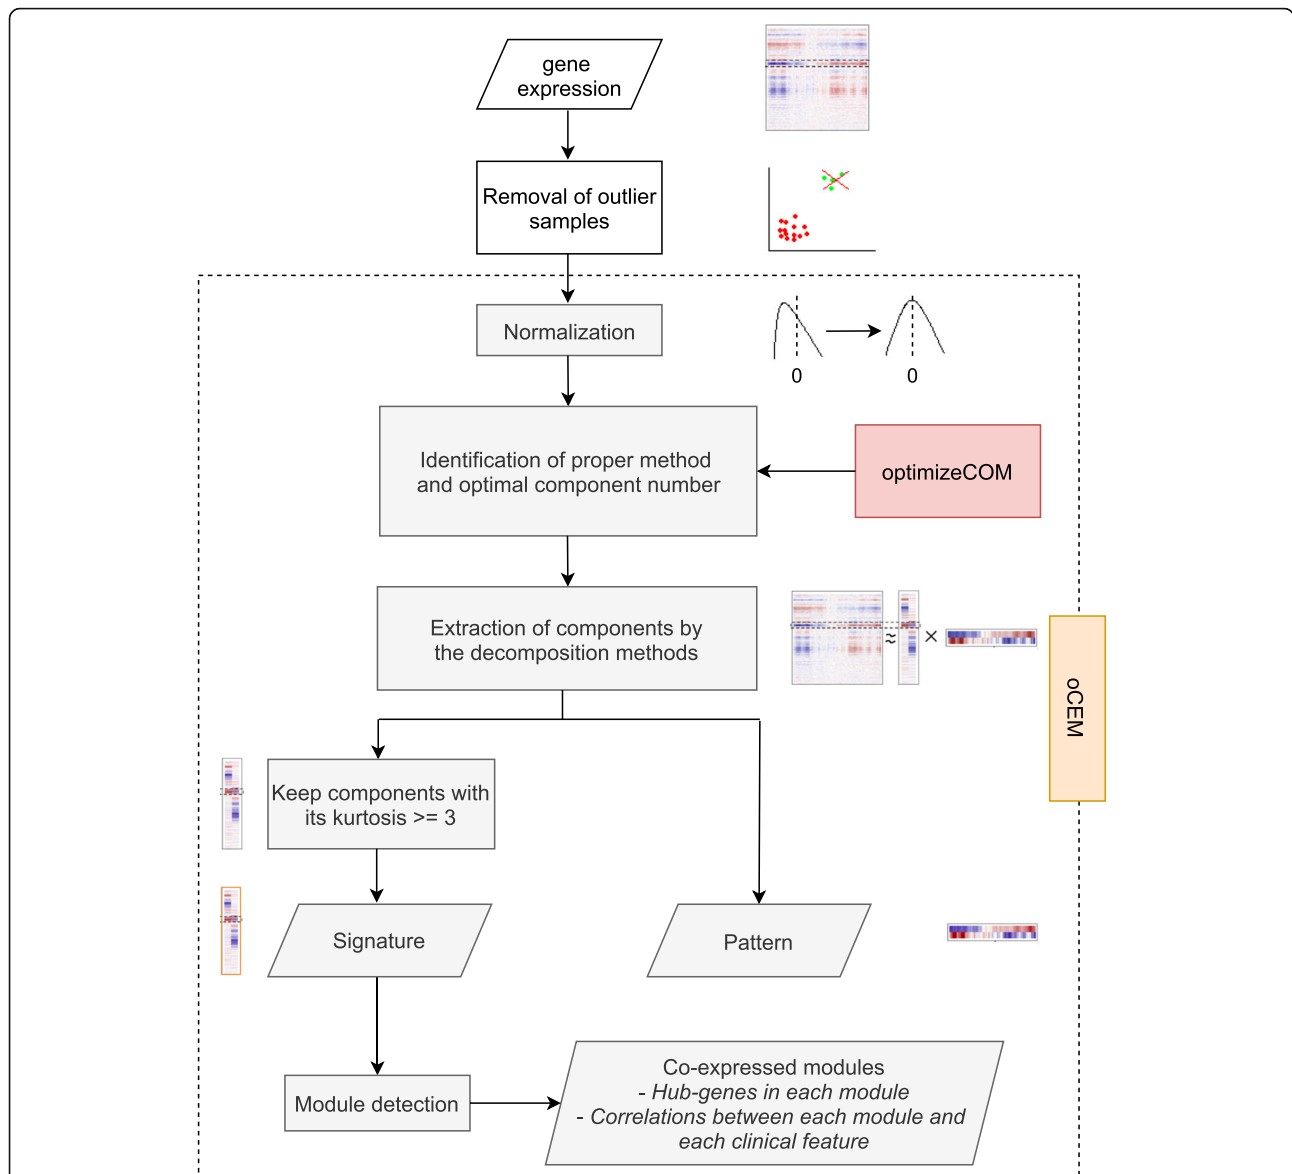 gene
expression
Removal of outlier
samples
Normalization
0
0
Identification of proper method
and optimal component number
optimizeCOM
Extraction of components by
the decomposition methods
≈
×
oCEM
Keep components with
its kurtosis >= 3
Signature
Pattern
Module detection
Co-expressed modules
- Hub-genes in each module
- Correlations between each module and
each clinical feature